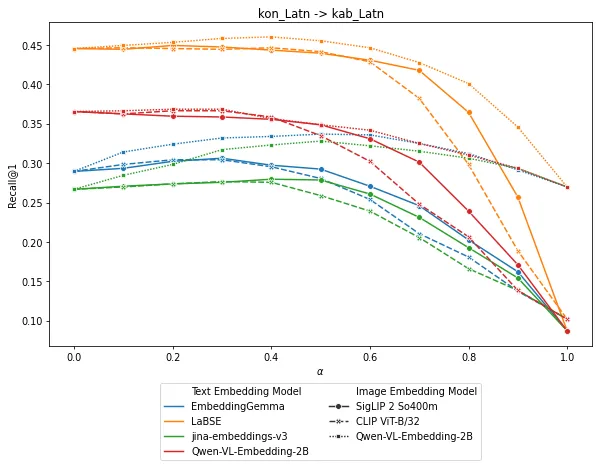 kon_Latn -> kab_Latn
Recall@1
0.45
0.40
0.35
0.30
0.25
0.20
0.15
0.10
0.0
0.2
0.4
0.6
0.8
1.0
α
Text Embedding Model
EmbeddingGemma
LaBSE
jina-embeddings-v3
Qwen-VL-Embedding-2B
Image Embedding Model
SigLIP 2 So400m
CLIP ViT-B/32
Qwen-VL-Embedding-2B